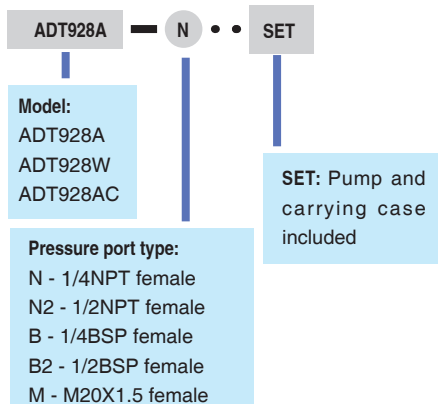 ADT928A — N • • SET
Model:
ADT928A
ADT928W
ADT928AC
SET: Pump and
carrying case
included
Pressure port type:
N - 1/4NPT female
N2 - 1/2NPT female
B - 1/4BSP female
B2 - 1/2BSP female
M - M20X1.5 female